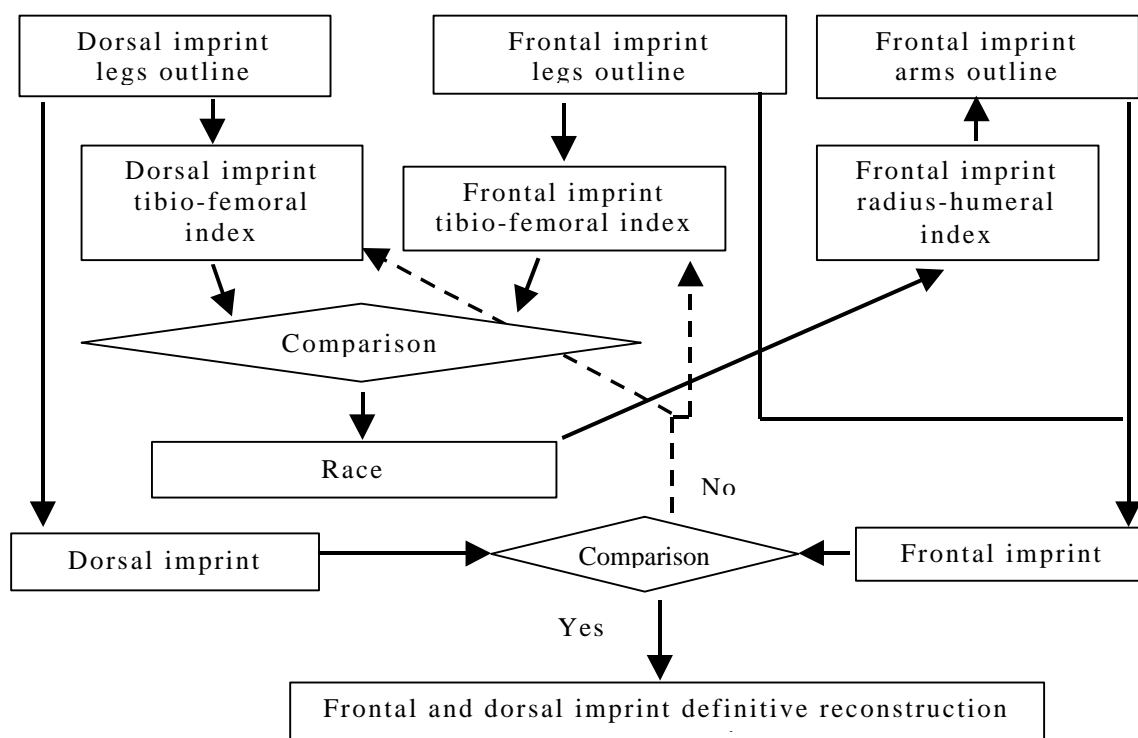 Dorsal imprint
legs outline
Frontal imprint
legs outline
Frontal imprint
arms outline
Dorsal imprint
tibio-femoral
index
Frontal imprint
tibio-femoral index
Frontal imprint
radius-humeral
index
Comparison
Race
No
Dorsal imprint
Comparison
Frontal imprint
Yes
Frontal and dorsal imprint definitive reconstruction